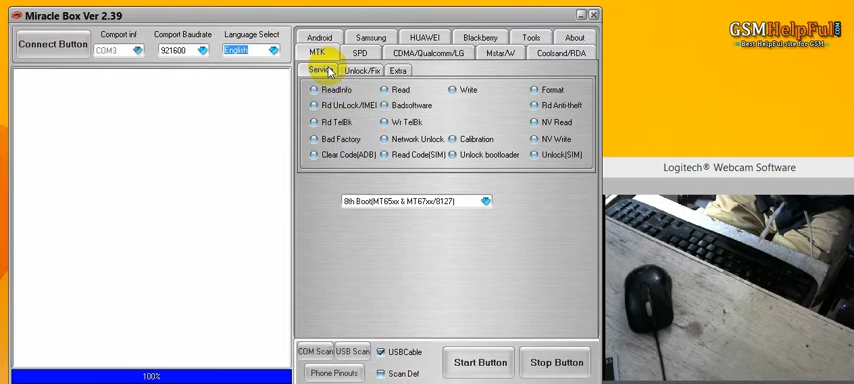 Miracle Box Ver 2.39
GSMHelpFul.COM
- Best HelpFul site for GSM -
Connect Button
Comport inf
Comport Baudrate
Language Select
COM3
921600
English
Android
Samsung
HUAWEI
Blackberry
Tools
About
MTK
SPD
CDMA/Qualcomm/LG
Mstar/W
Coolsand/RDA
Service
Unlock/Fix
Extra
ReadInfo
Read
Write
Format
Rd UnLock/IMEI
Badsoftware
Rd Anti-theft
Rd TelBk
Wr TelBk
NV Read
Bad Factory
Network Unlock
Calibration
NV Write
Clear Code(ADB)
Read Code(SIM)
Unlock bootloader
Unlock(SIM)
8th Boot(MT65xx & MT67xx/8127)
Logitech® Webcam Software
COM Scan
USB Scan
USBCable
Start Button
Stop Button
Phone Pinouts
Scan Def
100%